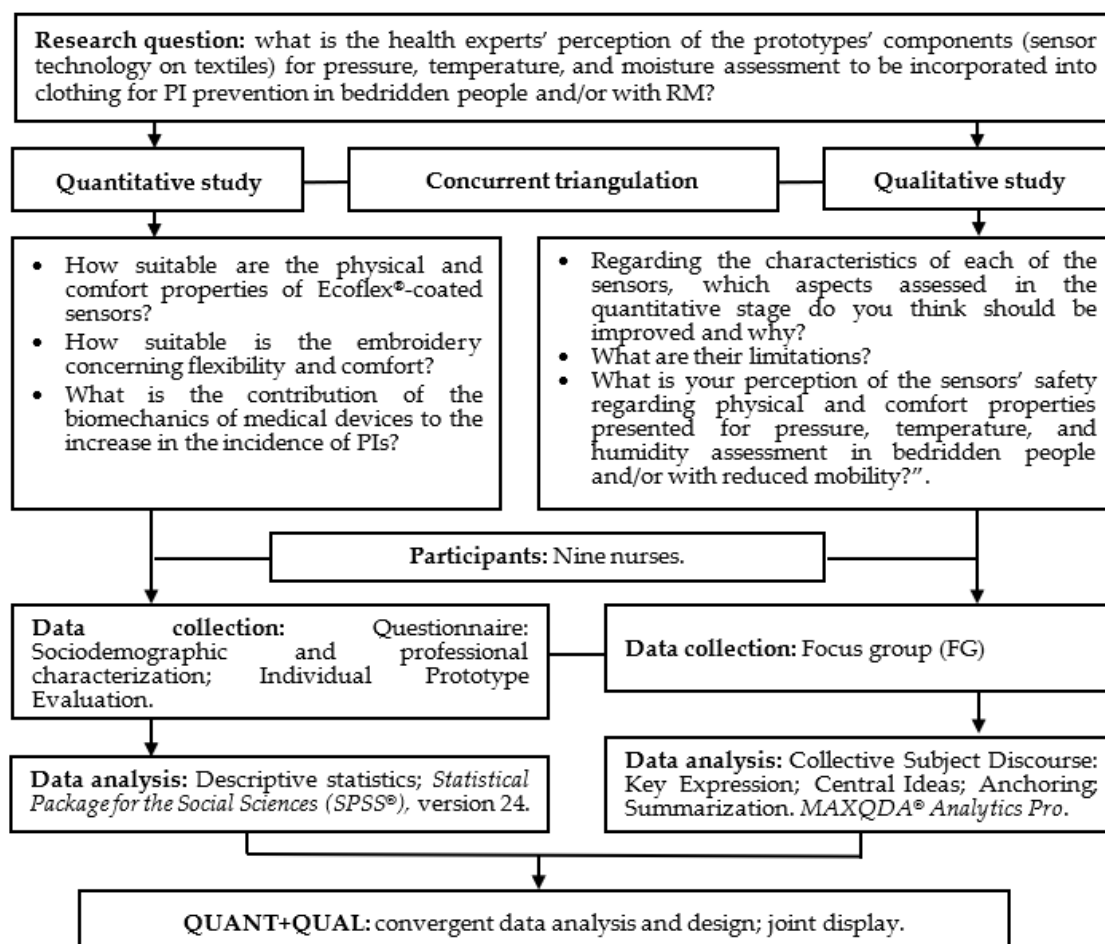 Research question: what is the health experts’ perception of the prototypes’ components (sensor
technology on textiles) for pressure, temperature, and moisture assessment to be incorporated into
clothing for PI prevention in bedridden people and/or with RM?
Quantitative study
Concurrent triangulation
Qualitative study
• How suitable are the physical and
comfort properties of Ecoflex®-coated
sensors?
• How suitable is the embroidery
concerning flexibility and comfort?
• What is the contribution of the
biomechanics of medical devices to the
increase in the incidence of PIs?
• Regarding the characteristics of each of the
sensors, which aspects assessed in the
quantitative stage do you think should be
improved and why?
• What are their limitations?
• What is your perception of the sensors’ safety
regarding physical and comfort properties
presented for pressure, temperature, and
humidity assessment in bedridden people
and/or with reduced mobility?”.
Participants: Nine nurses.
Data collection: Questionnaire:
Sociodemographic and professional
characterization; Individual Prototype
Evaluation.
Data collection: Focus group (FG)
Data analysis: Descriptive statistics; Statistical
Package for the Social Sciences (SPSS®), version 24.
Data analysis: Collective Subject Discourse:
Key Expression; Central Ideas; Anchoring;
Summarization. MAXQDA® Analytics Pro.
QUANT+QUAL: convergent data analysis and design; joint display.